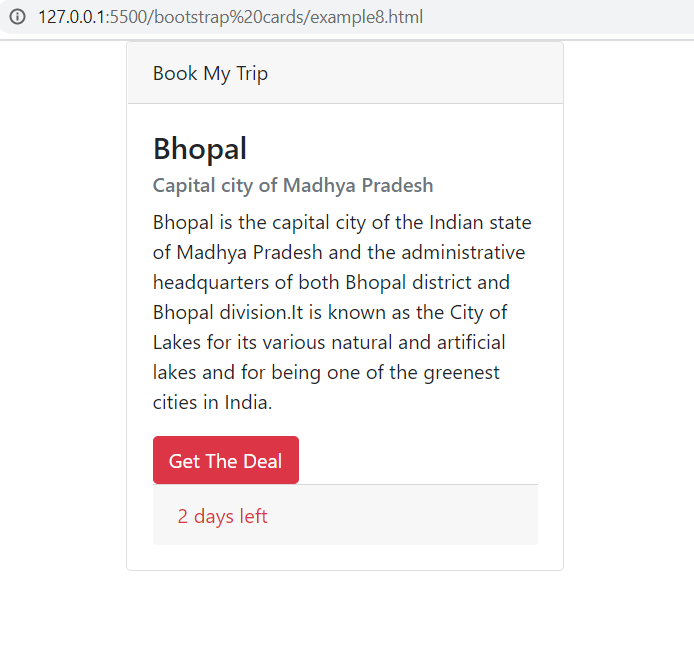 127.0.0.1:5500/bootstrap%20cards/example8.html
Book My Trip
Bhopal
Capital city of Madhya Pradesh
Bhopal is the capital city of the Indian state
of Madhya Pradesh and the administrative
headquarters of both Bhopal district and
Bhopal division.It is known as the City of
Lakes for its various natural and artificial
lakes and for being one of the greenest
cities in India.
Get The Deal
2 days left